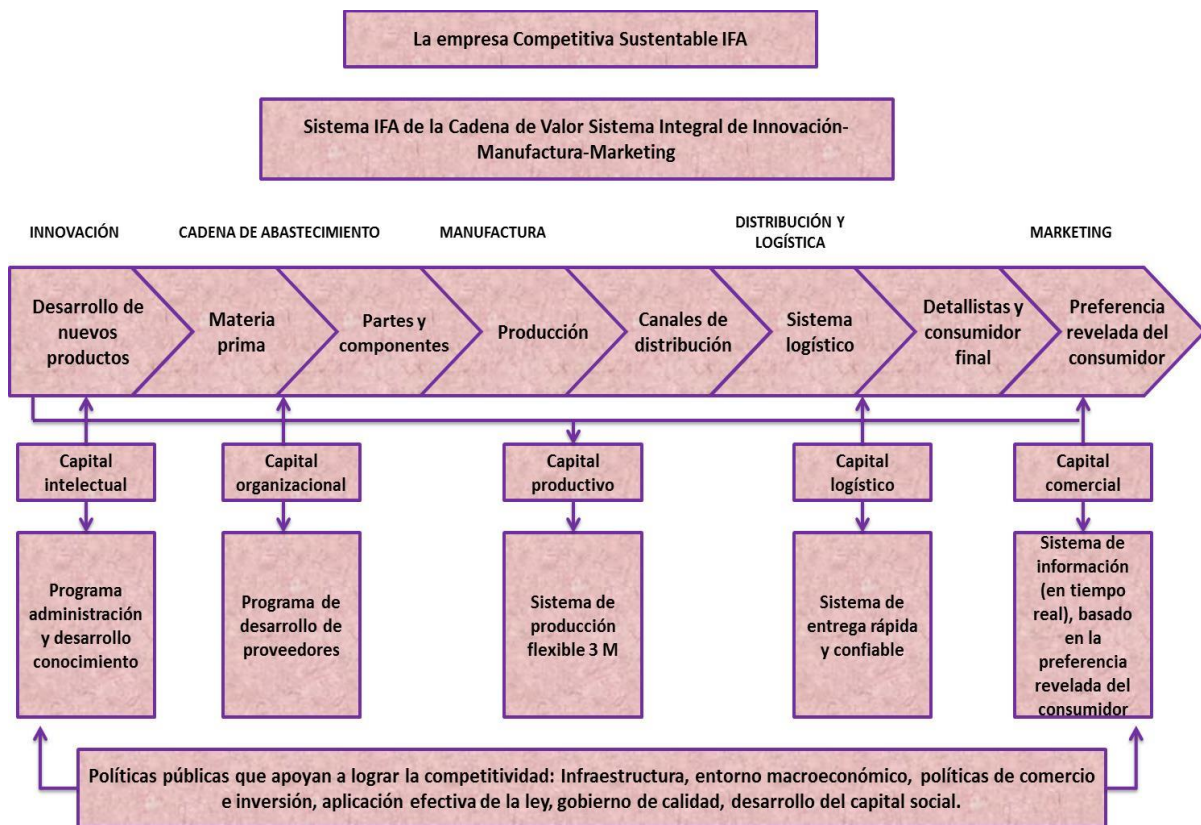 La empresa Competitiva Sustentable IFA
Sistema IFA de la Cadena de Valor Sistema Integral de Innovación-
Manufactura-Marketing
INNOVACIÓN
CADENA DE ABASTECIMIENTO
MANUFACTURA
DISTRIBUCIÓN Y
LOGÍSTICA
MARKETING
Desarrollo de
nuevos
productos
Materia
prima
Partes y
componentes
Producción
Canales de
distribución
Sistema
logístico
Detallistas y
consumidor
final
Preferencia
revelada del
consumidor
Capital
intelectual
Capital
organizacional
Capital
productivo
Capital
logístico
Capital
comercial
Programa
administración
y desarrollo
conocimiento
Programa de
desarrollo de
proveedores
Sistema de
producción
flexible 3 M
Sistema de
entrega rápida
y confiable
Sistema de
información
(en tiempo
real), basado
en la
preferencia
revelada del
consumidor
Políticas públicas que apoyan a lograr la competitividad: Infraestructura, entorno macroeconómico, políticas de comercio
e inversión, aplicación efectiva de la ley, gobierno de calidad, desarrollo del capital social.